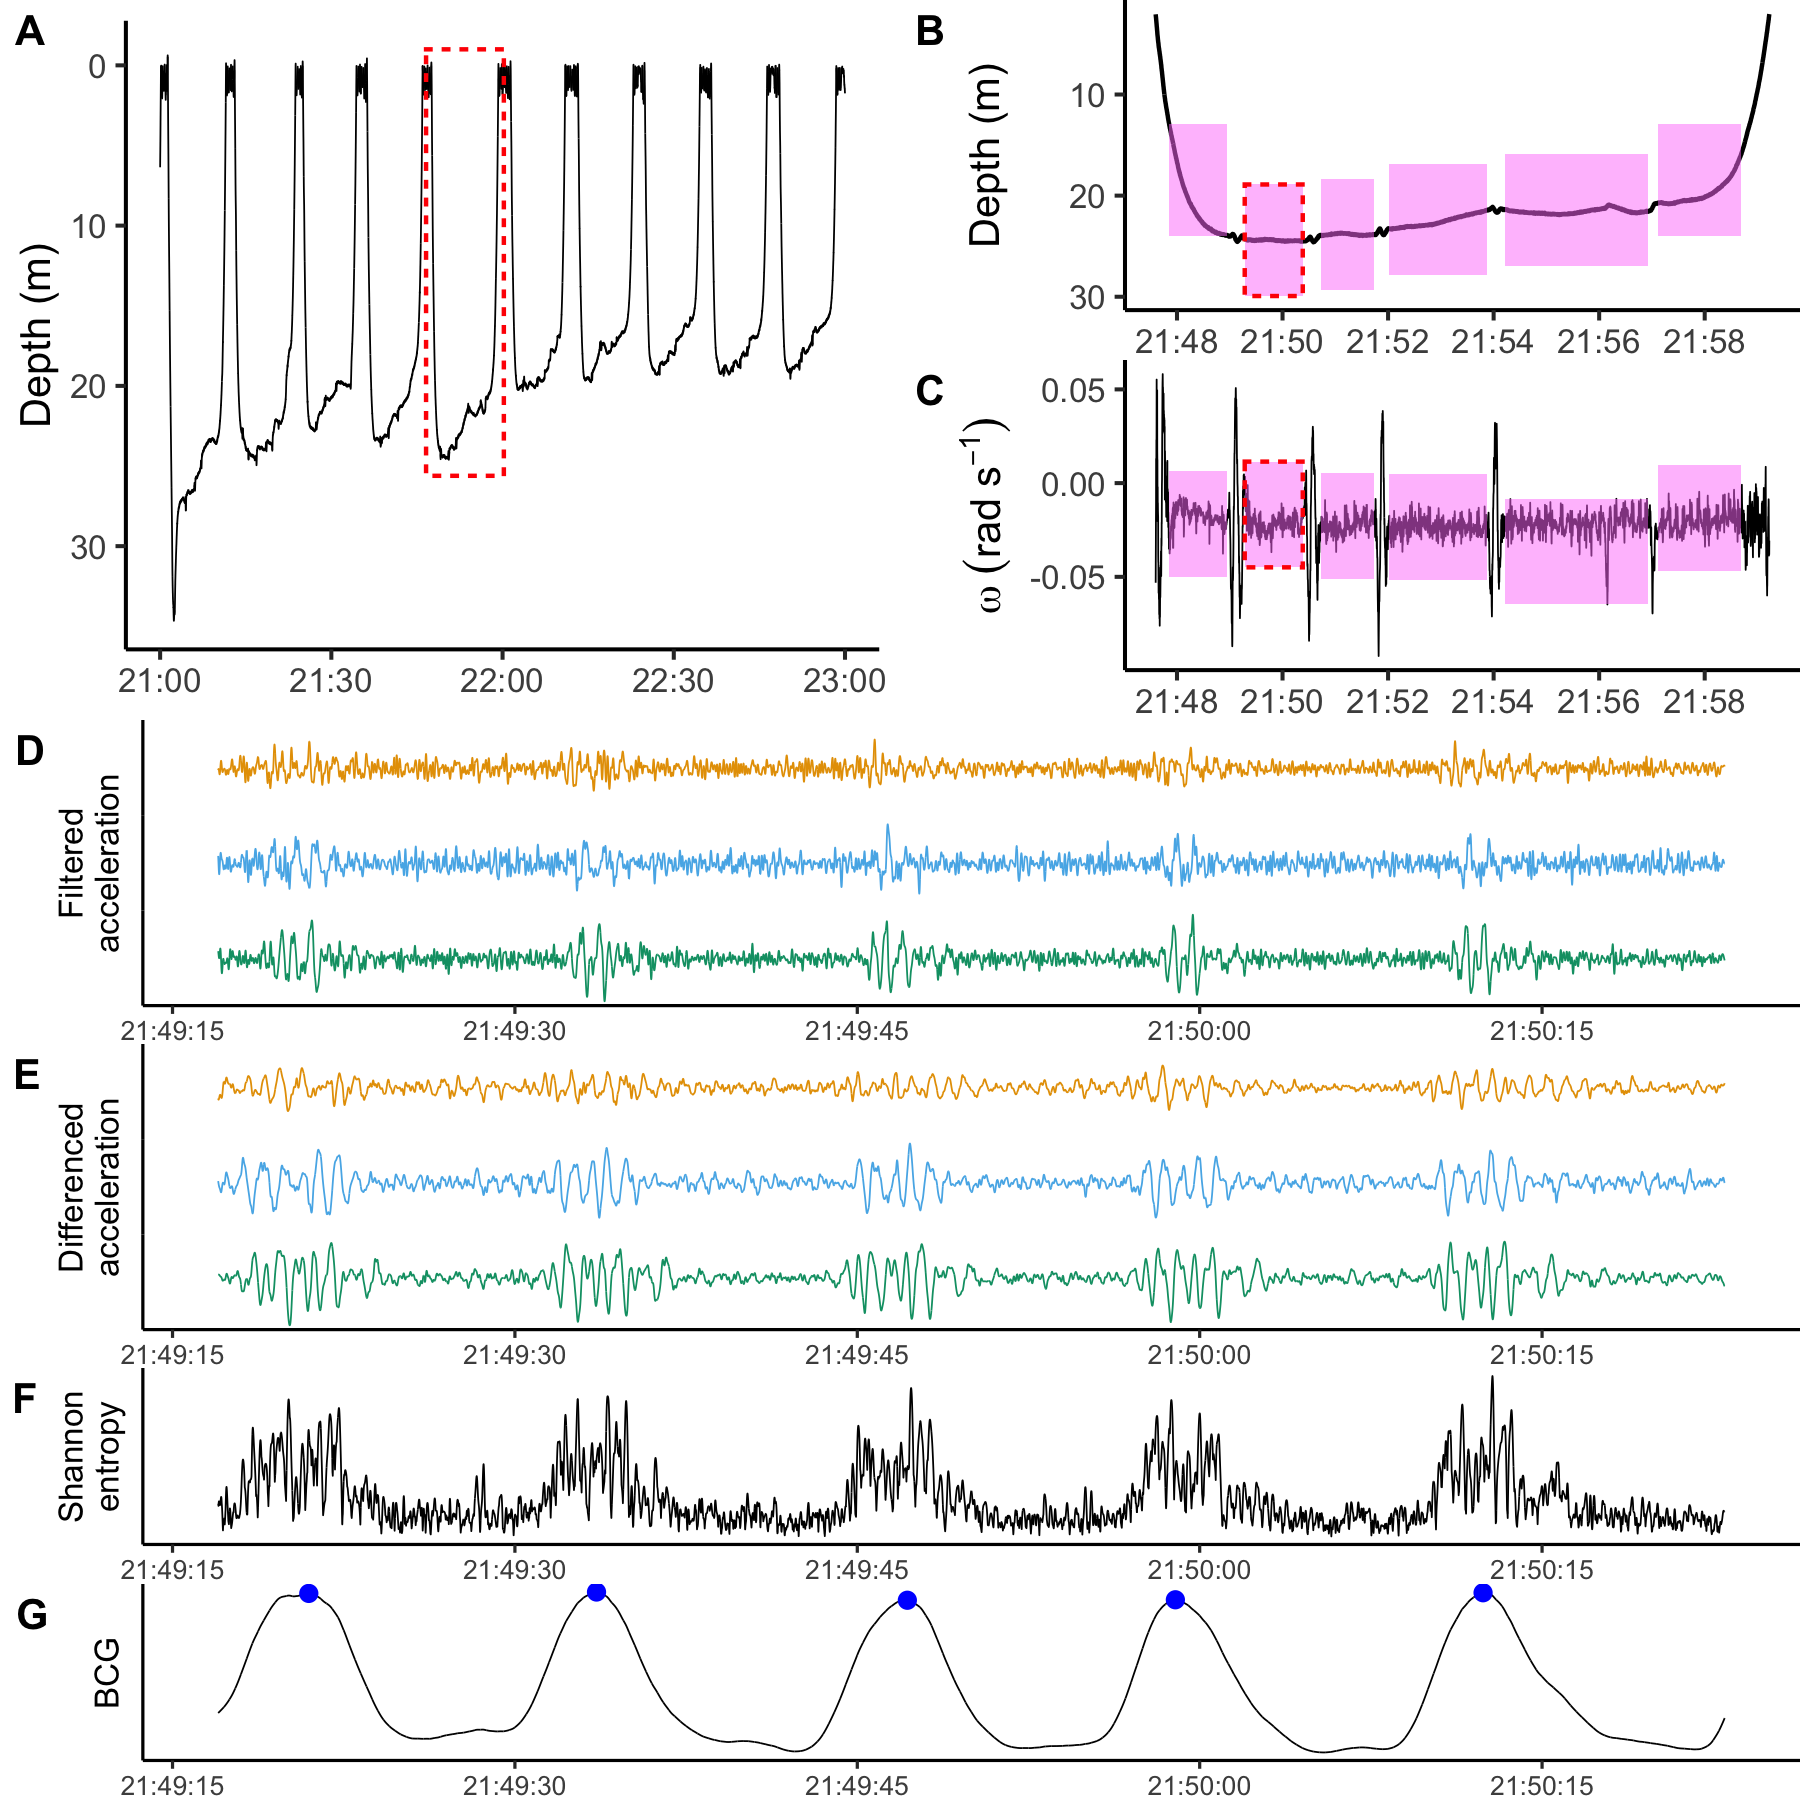 A
Depth (m)
0
10
20
30
21:00 21:30 22:00 22:30 23:00
B
Depth (m)
10
20
30
21:48 21:50 21:52 21:54 21:56 21:58
C
ω (rad s⁻¹)
0.05
0.00
-0.05
21:48 21:50 21:52 21:54 21:56 21:58
D
Filtered
acceleration
21:49:15 21:49:30 21:49:45 21:50:00 21:50:15
E
Differenced
acceleration
21:49:15 21:49:30 21:49:45 21:50:00 21:50:15
F
Shannon
entropy
21:49:15 21:49:30 21:49:45 21:50:00 21:50:15
G
BCG
21:49:15 21:49:30 21:49:45 21:50:00 21:50:15